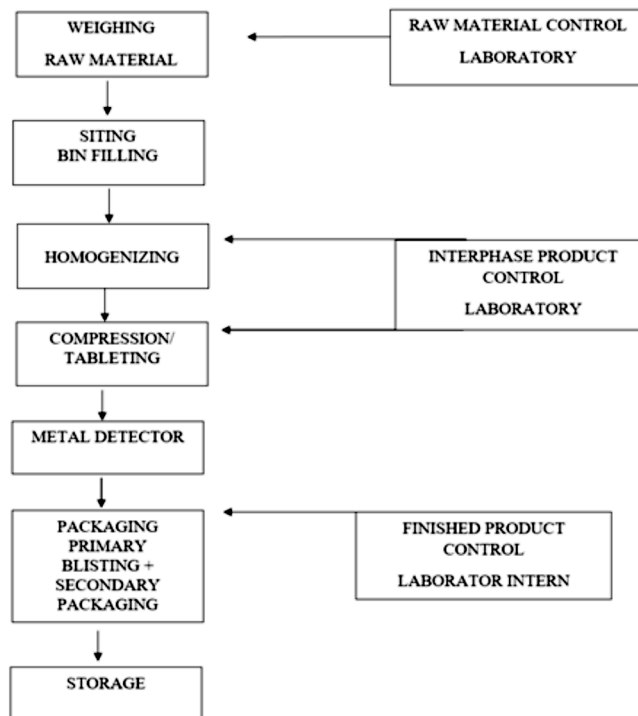 WEIGHING
RAW MATERIAL
RAW MATERIAL CONTROL
LABORATORY
SITING
BIN FILLING
HOMOGENIZING
INTERPHASE PRODUCT
CONTROL
LABORATORY
COMPRESSION/
TABLETING
METAL DETECTOR
PACKAGING
PRIMARY
BLISTING +
SECONDARY
PACKAGING
FINISHED PRODUCT
CONTROL
LABORATOR INTERN
STORAGE